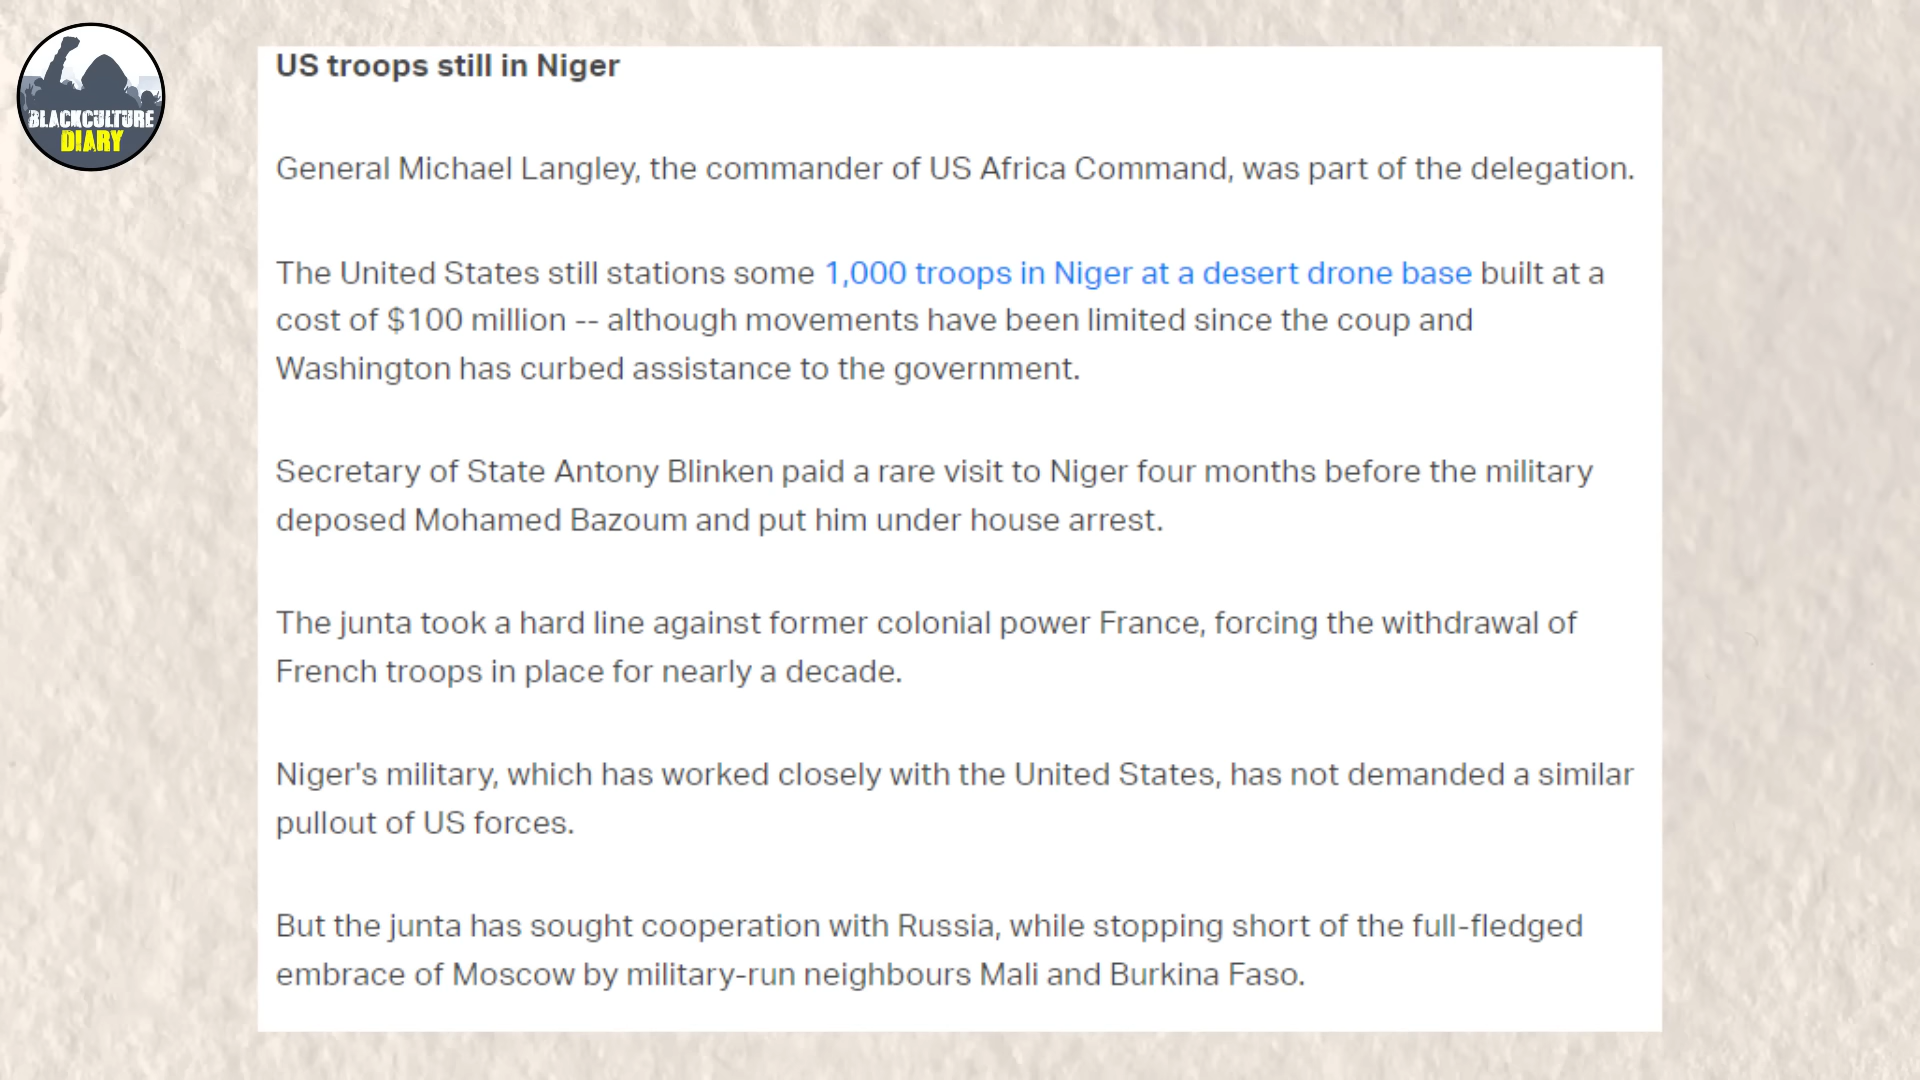 BLACKCULTURE
DIARY
US troops still in Niger
General Michael Langley, the commander of US Africa Command, was part of the delegation.
The United States still stations some 1,000 troops in Niger at a desert drone base built at a
cost of $100 million -- although movements have been limited since the coup and
Washington has curbed assistance to the government.
Secretary of State Antony Blinken paid a rare visit to Niger four months before the military
deposed Mohamed Bazoum and put him under house arrest.
The junta took a hard line against former colonial power France, forcing the withdrawal of
French troops in place for nearly a decade.
Niger's military, which has worked closely with the United States, has not demanded a similar
pullout of US forces.
But the junta has sought cooperation with Russia, while stopping short of the full-fledged
embrace of Moscow by military-run neighbours Mali and Burkina Faso.